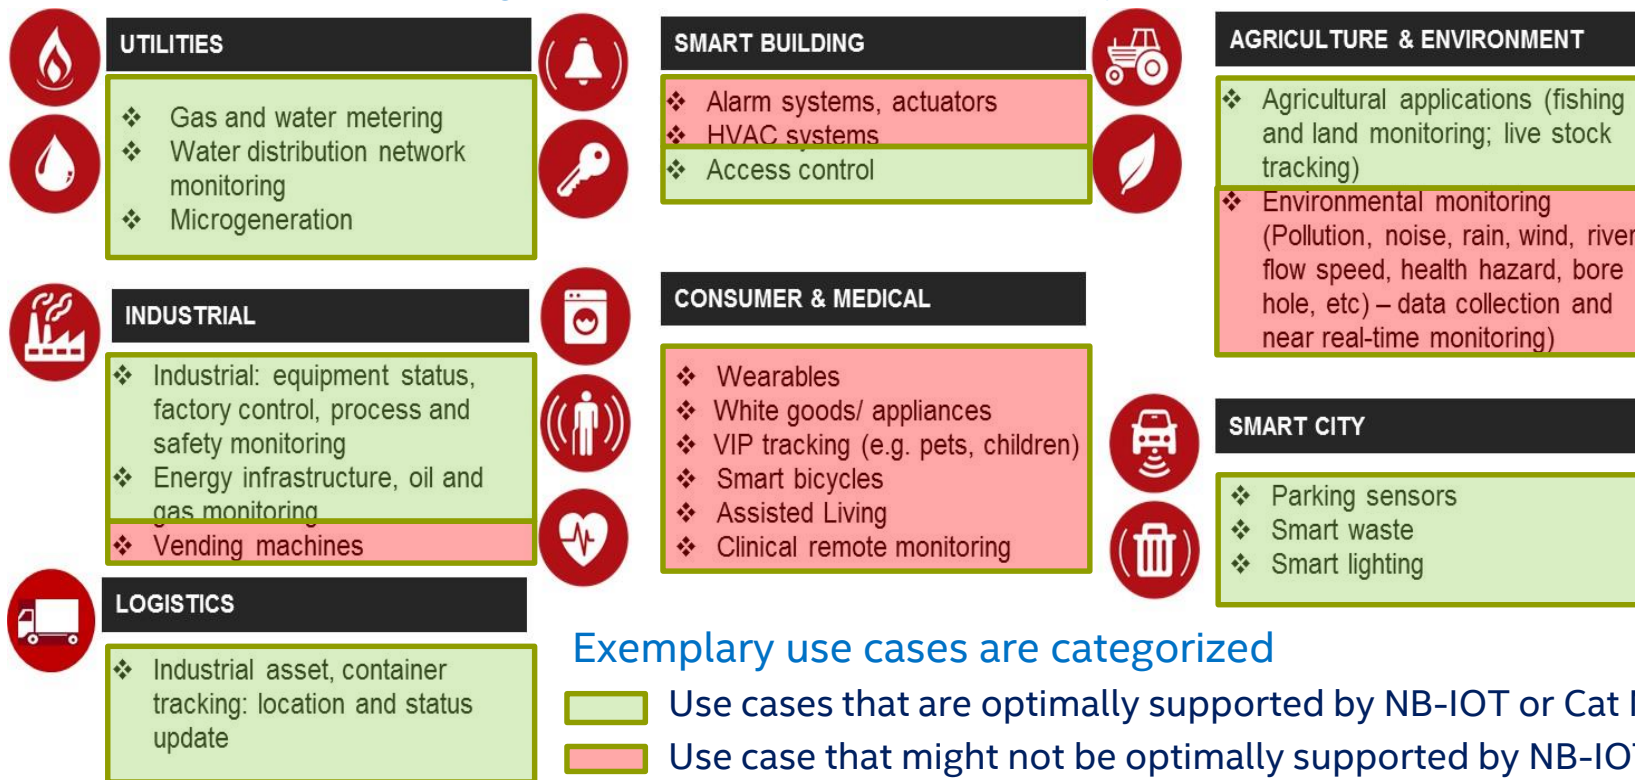 UTILITIES
❖ Gas and water metering
❖ Water distribution network
monitoring
❖ Microgeneration
INDUSTRIAL
❖ Industrial: equipment status,
factory control, process and
safety monitoring
❖ Energy infrastructure, oil and
gas monitoring
❖ Vending machines
LOGISTICS
❖ Industrial asset, container
tracking: location and status
update
SMART BUILDING
❖ Alarm systems, actuators
❖ HVAC systems
❖ Access control
CONSUMER & MEDICAL
❖ Wearables
❖ White goods/ appliances
❖ VIP tracking (e.g. pets, children)
❖ Smart bicycles
❖ Assisted Living
❖ Clinical remote monitoring
AGRICULTURE & ENVIRONMENT
❖ Agricultural applications (fishing
and land monitoring; live stock
tracking)
❖ Environmental monitoring
(Pollution, noise, rain, wind, river
flow speed, health hazard, bore
hole, etc) – data collection and
near real-time monitoring)
SMART CITY
❖ Parking sensors
❖ Smart waste
❖ Smart lighting
Exemplary use cases are categorized
Use cases that are optimally supported by NB-IOT or Cat
Use case that might not be optimally supported by NB-IOT